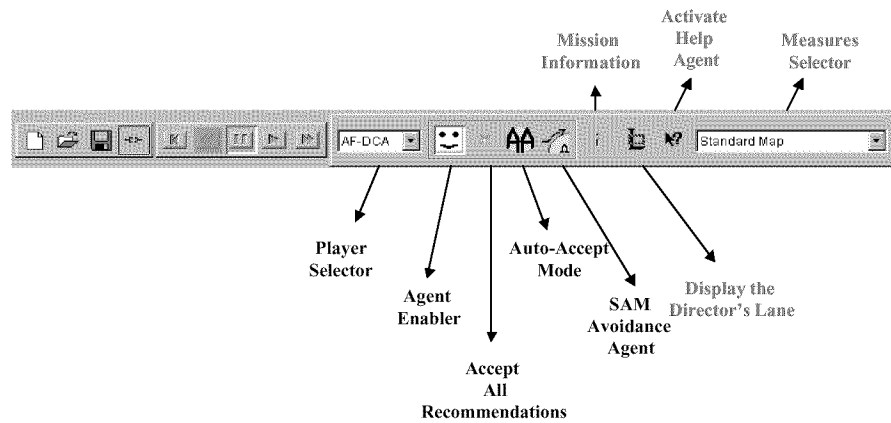 Mission
Information
Activate
Help
Agent
Measures
Selector
AF-DCA
AA
i
Standard Map
Player
Selector
Agent
Enabler
Accept
All
Recommendations
Auto-Accept
Mode
SAM
Avoidance
Agent
Display the
Director's Lane